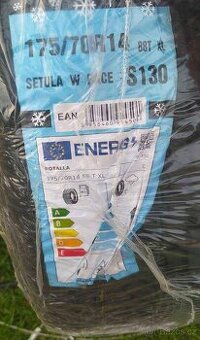 175/70R14 88T XL
SETULA W RACE S130
EAN
ENERG
ROTALLA
175/70R14 88 T XL
A
B
C
D
E